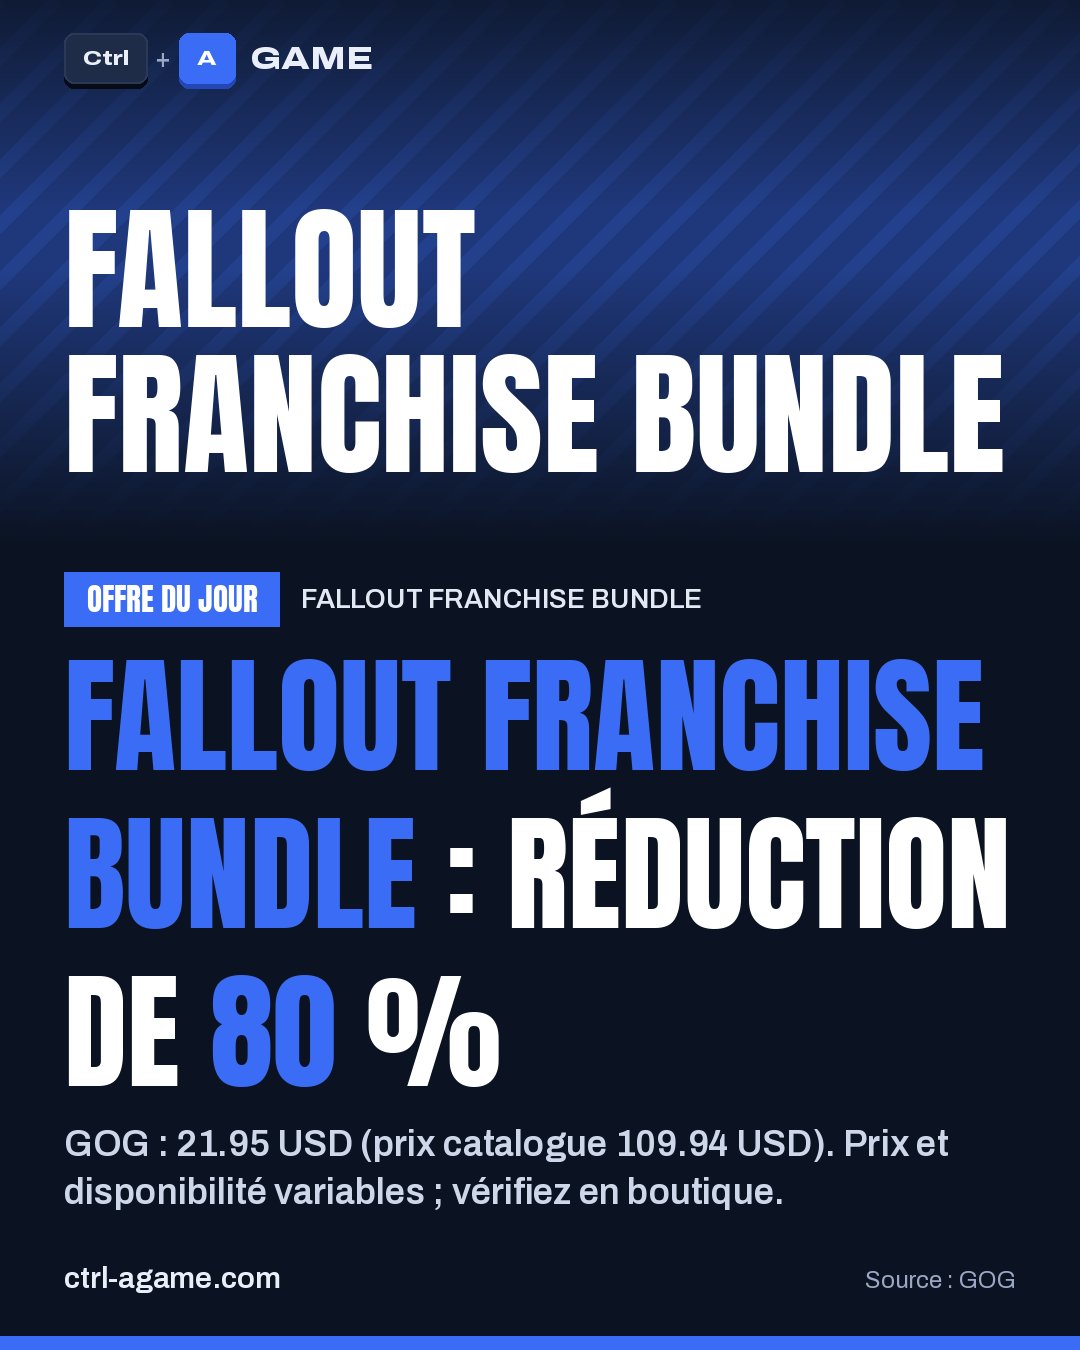 Ctrl + A GAME
FALLOUT
FRANCHISE BUNDLE
OFFRE DU JOUR FALLOUT FRANCHISE BUNDLE
FALLOUT FRANCHISE
BUNDLE : RÉDUCTION
DE 80 %
GOG : 21.95 USD (prix catalogue 109.94 USD). Prix et
disponibilité variables ; vérifiez en boutique.
ctrl-agame.com Source : GOG